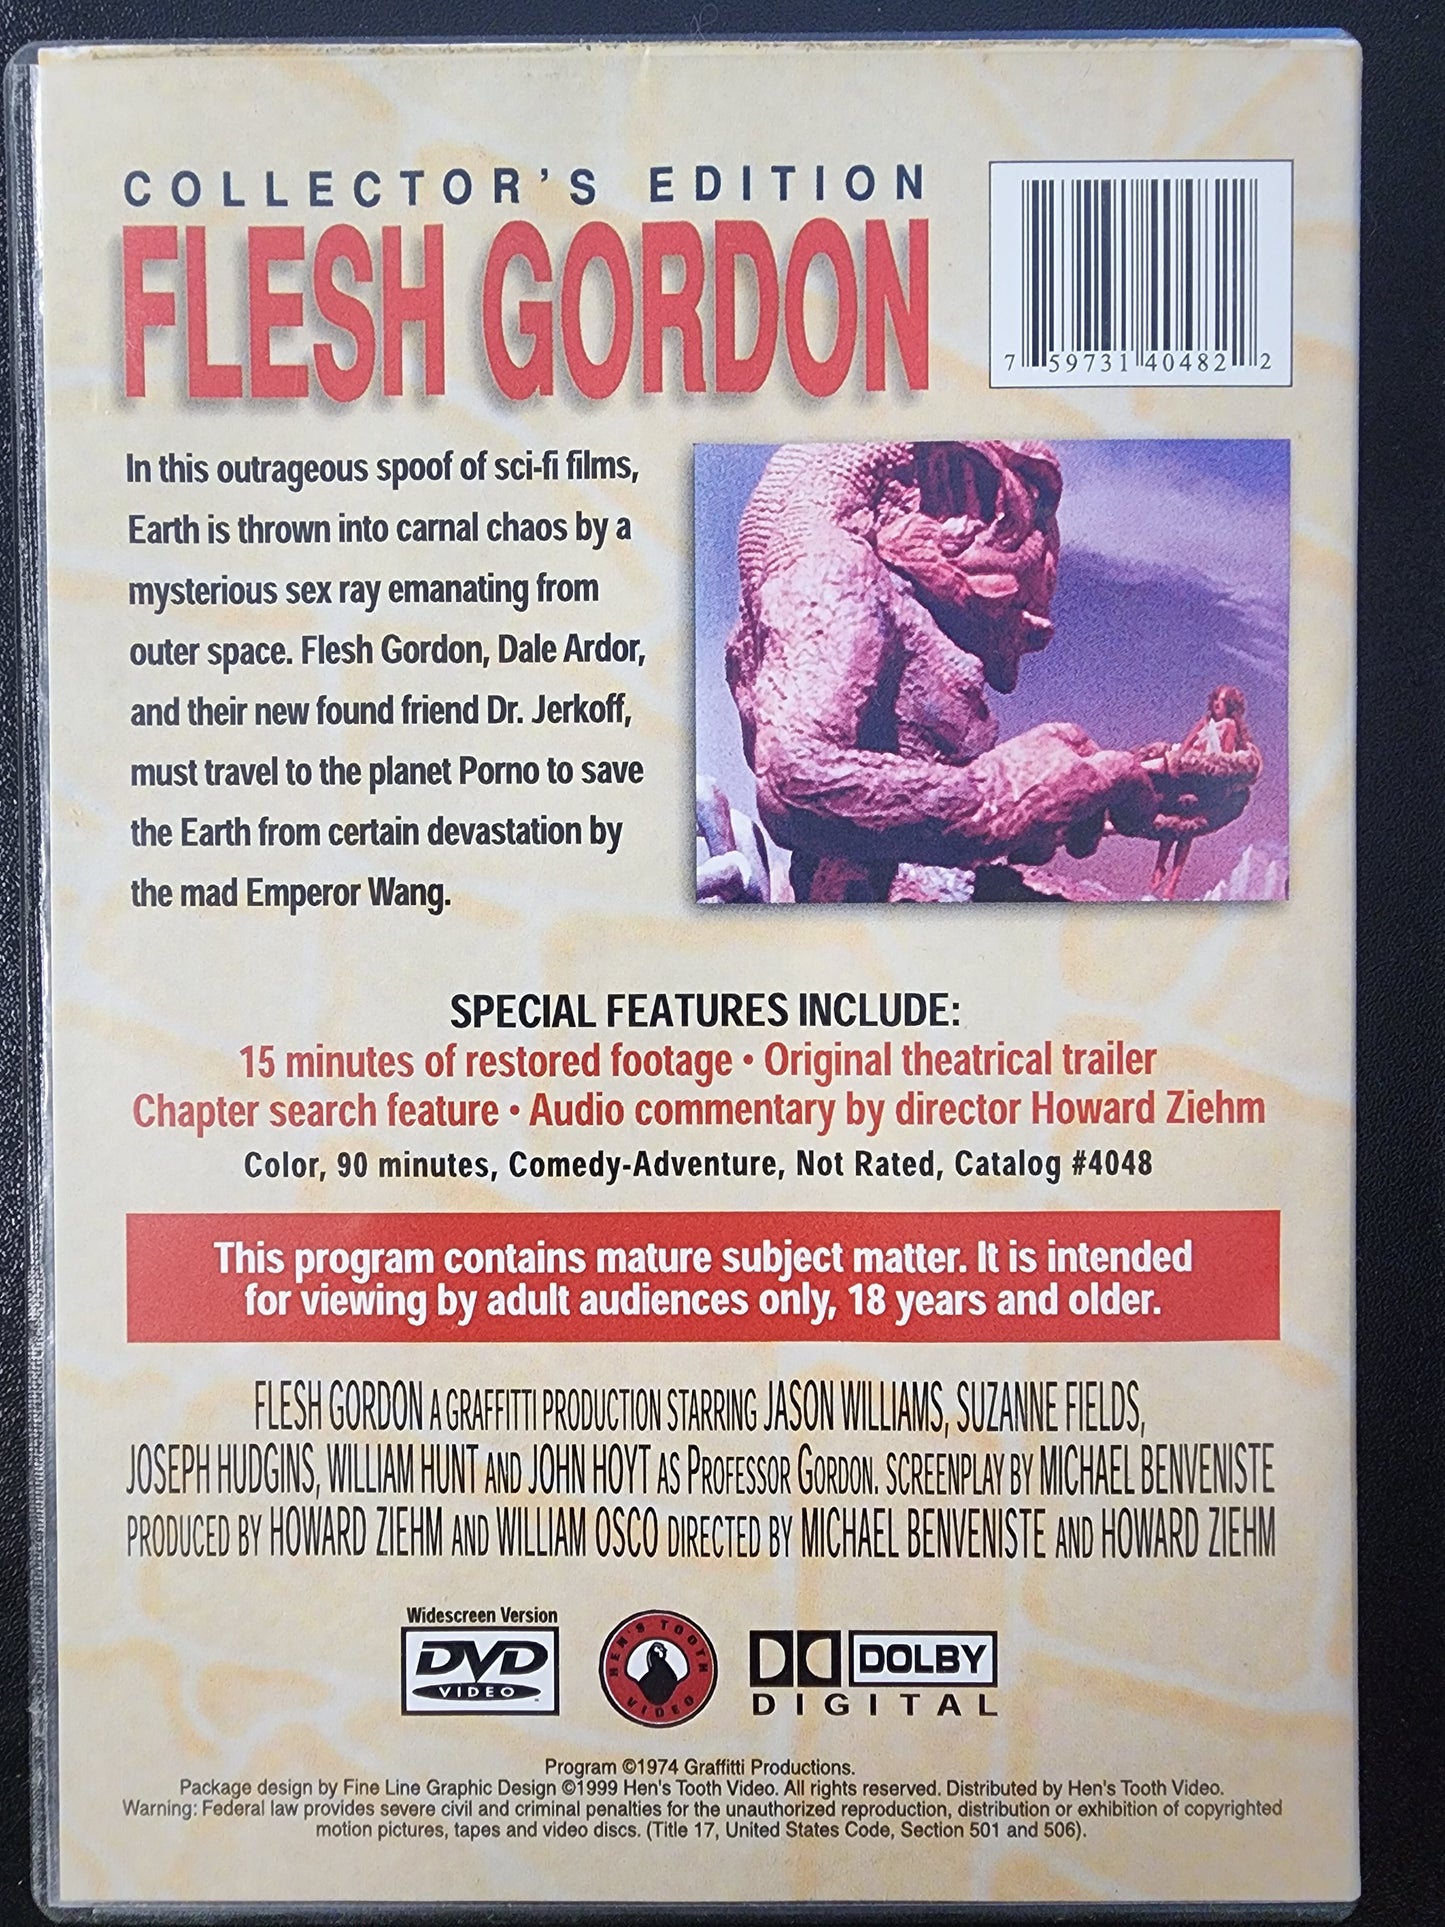 COLLECTOR'S EDITION
FLESH GORDON
7 59731 40482 2
In this outrageous spoof of sci-fi films,
Earth is thrown into carnal chaos by a
mysterious sex ray emanating from
outer space. Flesh Gordon, Dale Ardor,
and their new found friend Dr. Jerkoff,
must travel to the planet Porno to save
the Earth from certain devastation by
the mad Emperor Wang.
SPECIAL FEATURES INCLUDE:
15 minutes of restored footage • Original theatrical trailer
Chapter search feature • Audio commentary by director Howard Ziehm
Color, 90 minutes, Comedy-Adventure, Not Rated, Catalog #4048
This program contains mature subject matter. It is intended
for viewing by adult audiences only, 18 years and older.
FLESH GORDON A GRAFFITTI PRODUCTION STARRING JASON WILLIAMS, SUZANNE FIELDS,
JOSEPH HUDGINS, WILLIAM HUNT AND JOHN HOYT AS PROFESSOR GORDON. SCREENPLAY BY MICHAEL BENVENISTE
PRODUCED BY HOWARD ZIEHM AND WILLIAM OSCO DIRECTED BY MICHAEL BENVENISTE AND HOWARD ZIEHM
Widescreen Version
DVD
VIDEO
HEN'S TOOTH
VIDEO
DOLBY
DIGITAL
Program ©1974 Graffitti Productions.
Package design by Fine Line Graphic Design ©1999 Hen's Tooth Video. All rights reserved. Distributed by Hen's Tooth Video.
Warning: Federal law provides severe civil and criminal penalties for the unauthorized reproduction, distribution or exhibition of copyrighted
motion pictures, tapes and video discs. (Title 17, United States Code, Section 501 and 506).